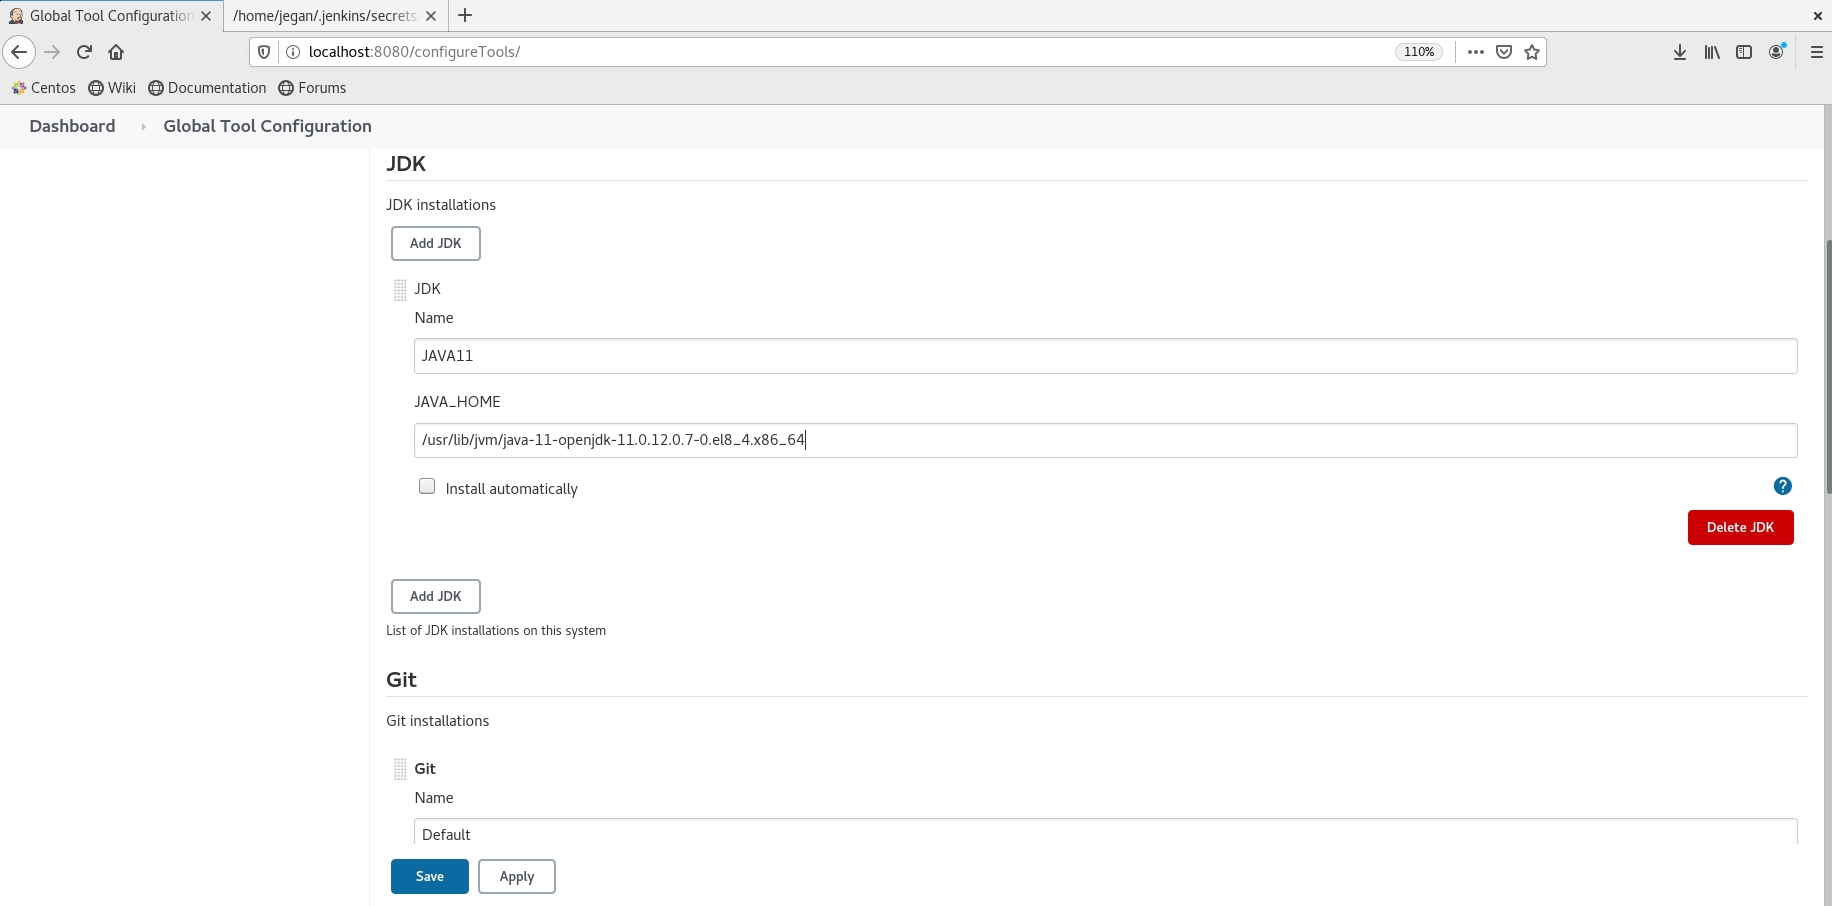 Global Tool Configuration
/home/jegan/.jenkins/secrets
localhost:8080/configureTools/
110%
Centos
Wiki
Documentation
Forums
Dashboard
Global Tool Configuration
JDK
JDK installations
Add JDK
JDK
Name
JAVA11
JAVA_HOME
/usr/lib/jvm/java-11-openjdk-11.0.12.0.7-0.el8_4.x86_64
Install automatically
?
Delete JDK
Add JDK
List of JDK installations on this system
Git
Git installations
Git
Name
Default
Save
Apply